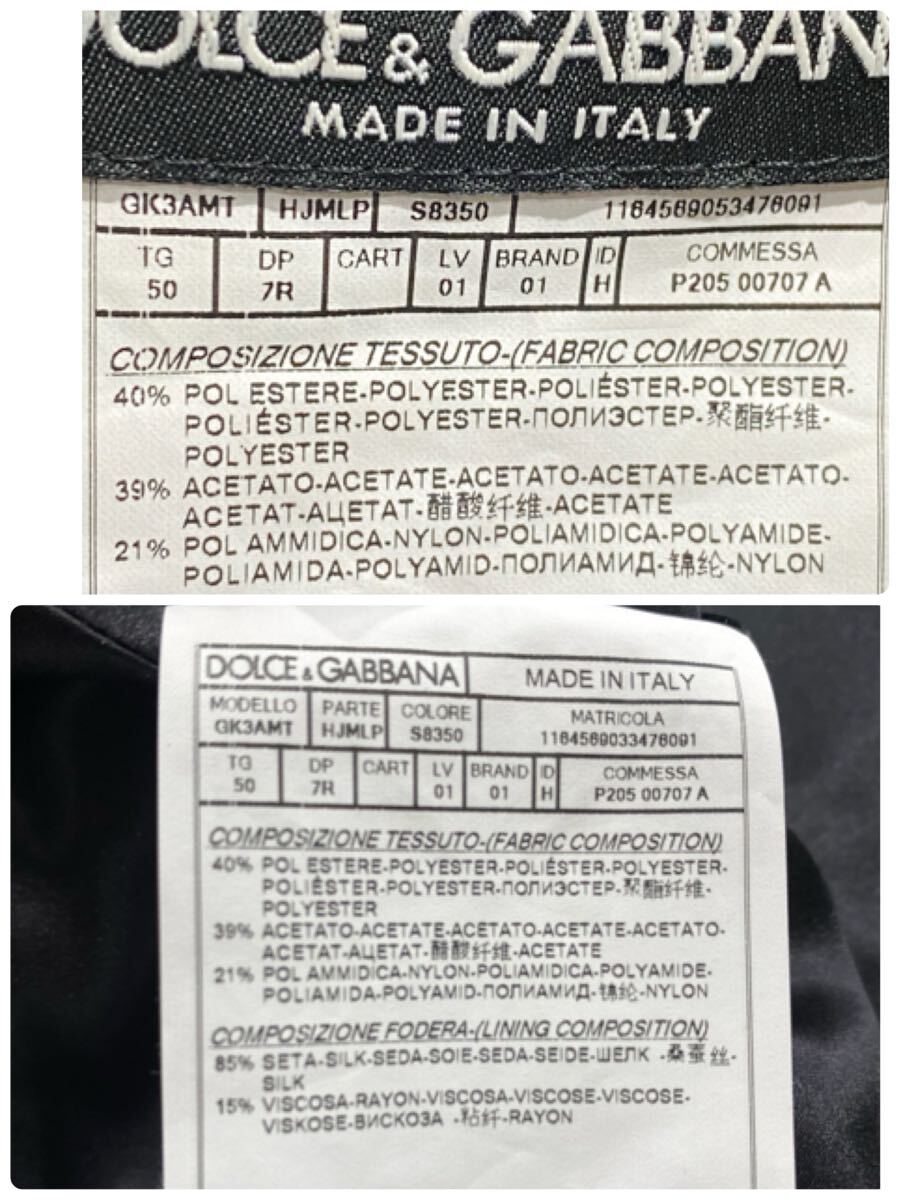 DOLCE & GABBANA
MADE IN ITALY
GK3AMT HJMLP S8350 1164569053476091
TG DP CART LV BRAND ID COMMESSA
50 7R 01 01 H P205 00707 A
COMPOSIZIONE TESSUTO-(FABRIC COMPOSITION)
40% POL ESTERE-POLYESTER-POLIÉSTER-POLYESTER-
POLIÉSTER-POLYESTER-ПОЛИЭСТЕР-聚酯纤维-
POLYESTER
39% ACETATO-ACETATE-ACETATO-ACETATE-ACETATO-
ACETAT-АЦЕТАТ-醋酸纤维-ACETATE
21% POL AMMIDICA-NYLON-POLIAMIDICA-POLYAMIDE-
POLIAMIDA-POLYAMID-ПОЛИАМИД-锦纶-NYLON
DOLCE & GABBANA MADE IN ITALY
MODELLO PARTE COLORE MATRICOLA
GK3AMT HJMLP S8350 1164569033476091
TG DP CART LV BRAND ID COMMESSA
50 7R 01 01 H P205 00707 A
COMPOSIZIONE TESSUTO-(FABRIC COMPOSITION)
40% POL ESTERE-POLYESTER-POLIÉSTER-POLYESTER-
POLIÉSTER-POLYESTER-ПОЛИЭСТЕР-聚酯纤维-
POLYESTER
39% ACETATO-ACETATE-ACETATO-ACETATE-ACETATO-
ACETAT-АЦЕТАТ-醋酸纤维-ACETATE
21% POL AMMIDICA-NYLON-POLIAMIDICA-POLYAMIDE-
POLIAMIDA-POLYAMID-ПОЛИАМИД-锦纶-NYLON
COMPOSIZIONE FODERA-(LINING COMPOSITION)
85% SETA-SILK-SEDA-SOIE-SEDA-SEIDE-ШЕЛК -桑蚕丝-
SILK
15% VISCOSA-RAYON-VISCOSA-VISCOSE-VISCOSE-
VISKOSE-ВИСКОЗА -粘纤-RAYON